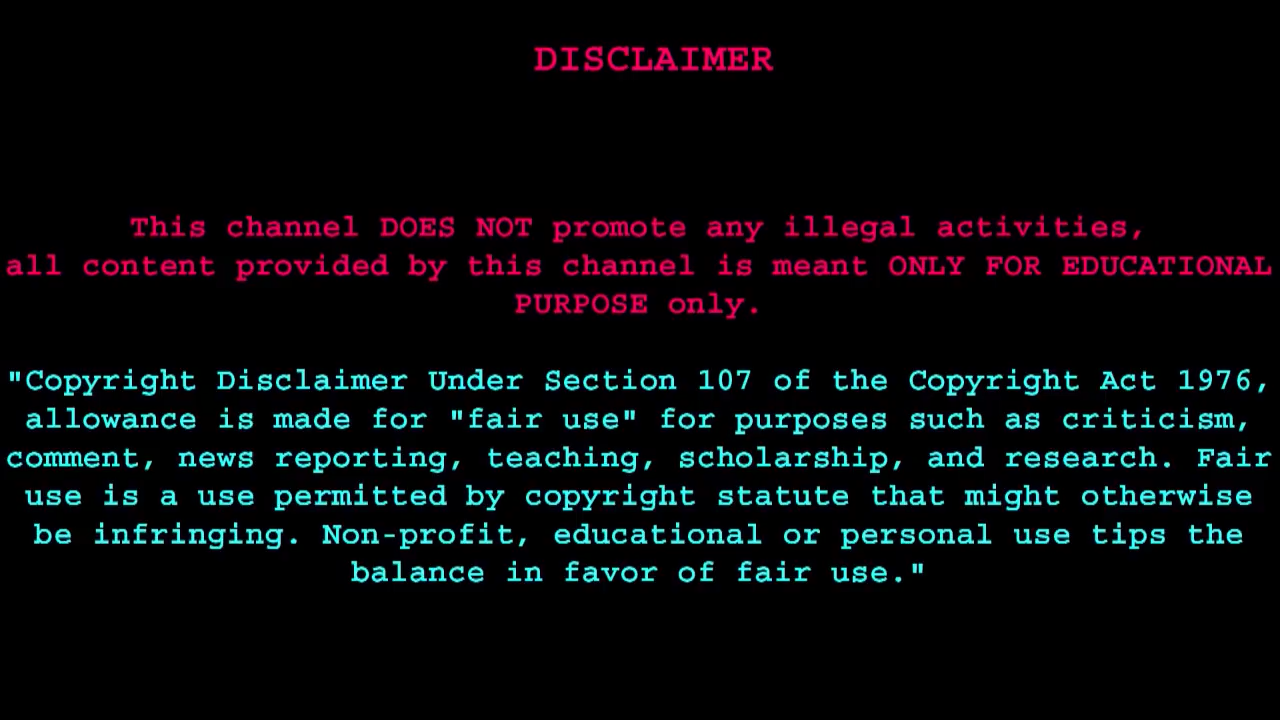 DISCLAIMER
This channel DOES NOT promote any illegal activities,
all content provided by this channel is meant ONLY FOR EDUCATIONAL
PURPOSE only.
"Copyright Disclaimer Under Section 107 of the Copyright Act 1976,
allowance is made for "fair use" for purposes such as criticism,
comment, news reporting, teaching, scholarship, and research. Fair
use is a use permitted by copyright statute that might otherwise
be infringing. Non-profit, educational or personal use tips the
balance in favor of fair use."